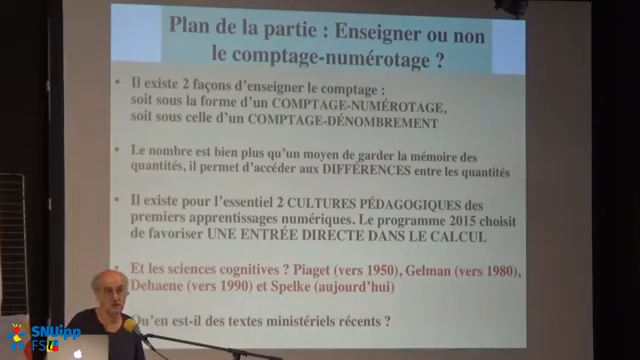 Plan de la partie : Enseigner ou non
le comptage-numérotage ?
• Il existe 2 façons d'enseigner le comptage :
soit sous la forme d'un COMPTAGE-NUMÉROTAGE,
soit sous celle d'un COMPTAGE-DÉNOMBREMENT
• Le nombre est bien plus qu'un moyen de garder la mémoire des
quantités, il permet d'accéder aux DIFFÉRENCES entre les quantités
• Il existe pour l'essentiel 2 CULTURES PÉDAGOGIQUES des
premiers apprentissages numériques. Le programme 2015 choisit
de favoriser UNE ENTRÉE DIRECTE DANS LE CALCUL
• Et les sciences cognitives ? Piaget (vers 1950), Gelman (vers 1980),
Dehaene (vers 1990) et Spelke (aujourd'hui)
Qu'en est-il des textes ministériels récents ?
SNUipp
FSU